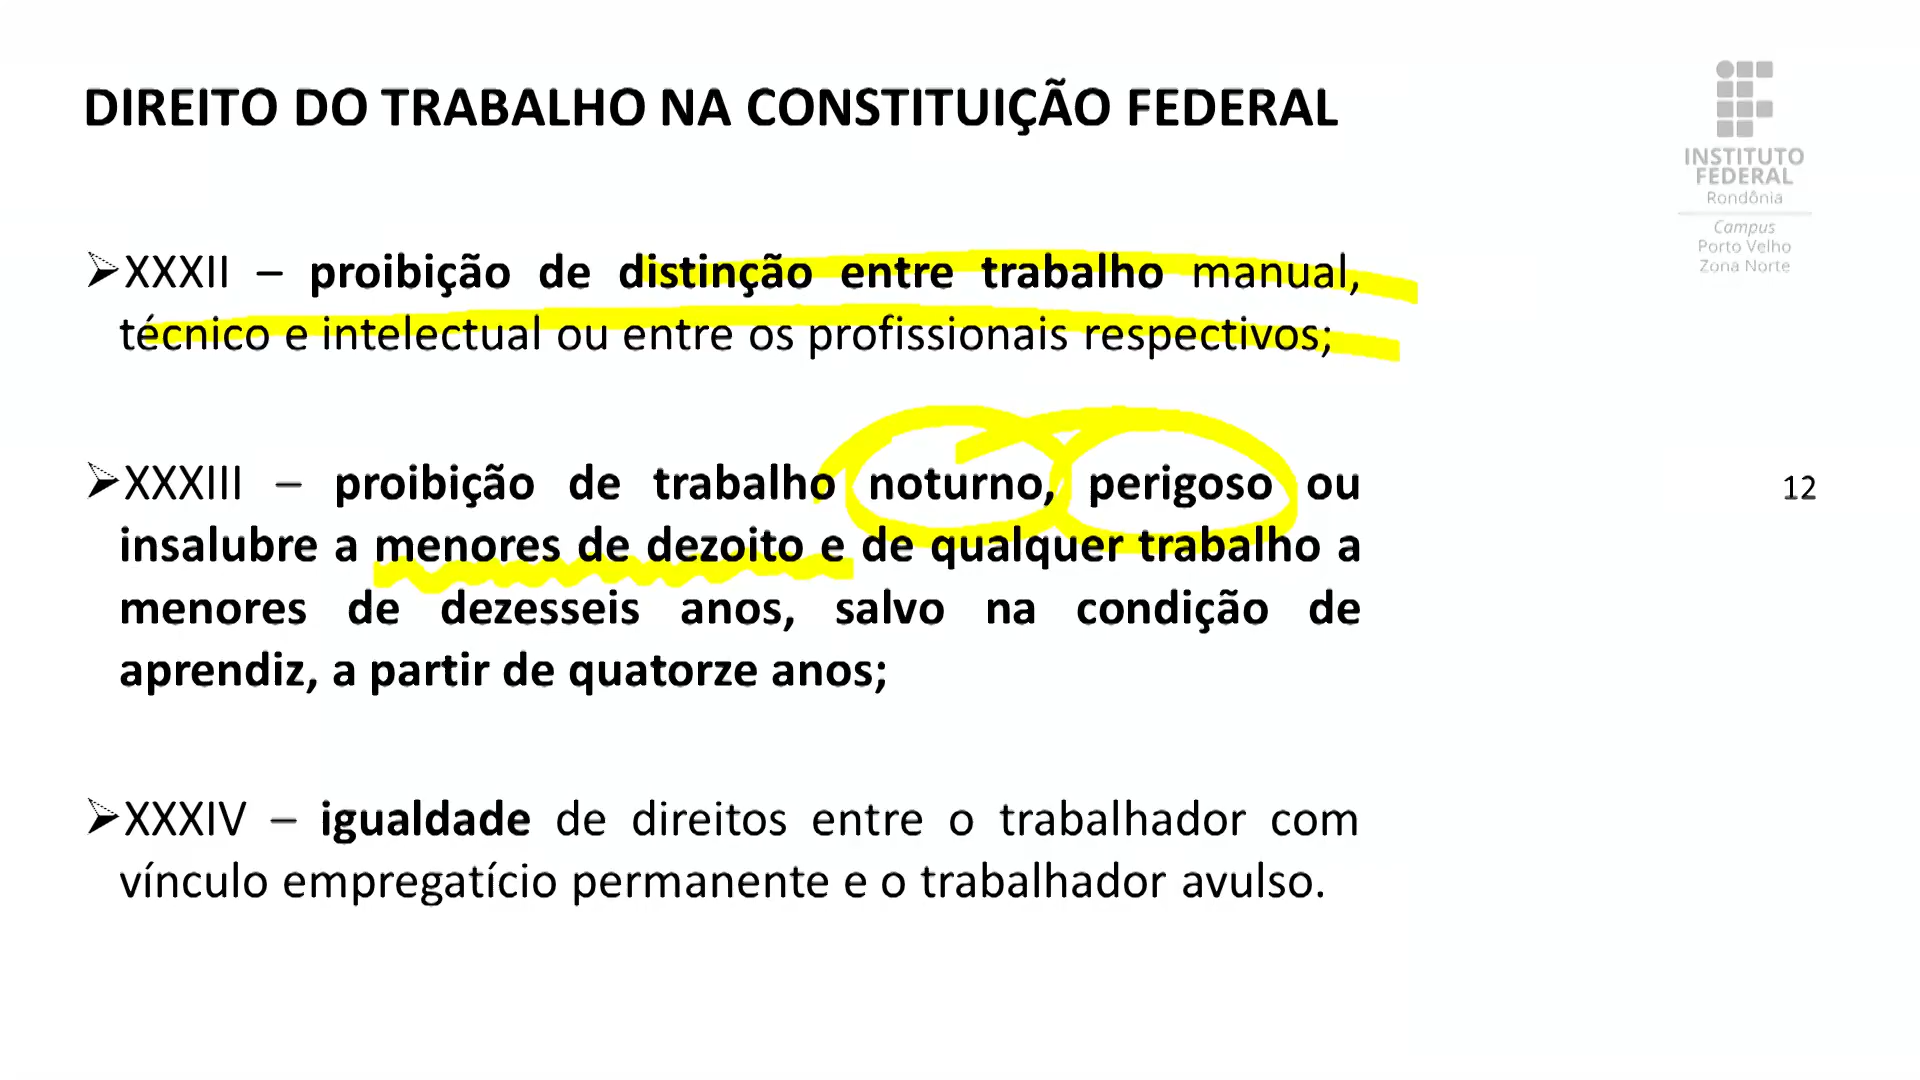 DIREITO DO TRABALHO NA CONSTITUIÇÃO FEDERAL
INSTITUTO
FEDERAL
Rondônia
Campus
Porto Velho
Zona Norte
XXXII – proibição de distinção entre trabalho manual,
técnico e intelectual ou entre os profissionais respectivos;
XXXIII – proibição de trabalho noturno, perigoso ou
insalubre a menores de dezoito e de qualquer trabalho a
menores de dezesseis anos, salvo na condição de
aprendiz, a partir de quatorze anos;
12
XXXIV – igualdade de direitos entre o trabalhador com
vínculo empregatício permanente e o trabalhador avulso.